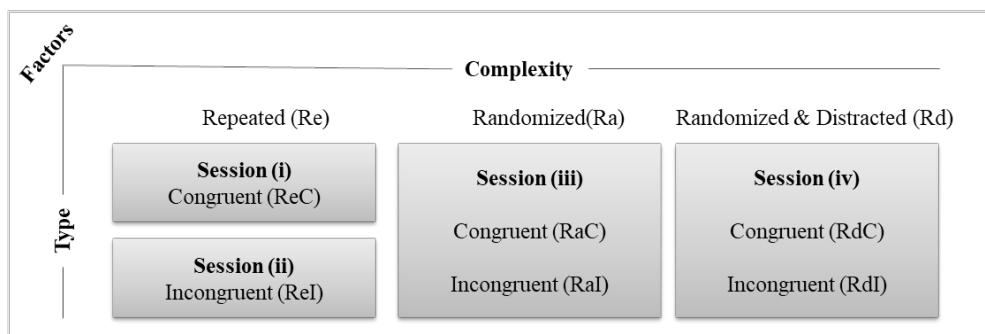 Factors
Complexity
Type
Repeated (Re)
Randomized(Ra)
Randomized & Distracted (Rd)
Session (i)
Congruent (ReC)
Session (ii)
Incongruent (ReI)
Session (iii)
Congruent (RaC)
Incongruent (RaI)
Session (iv)
Congruent (RdC)
Incongruent (RdI)